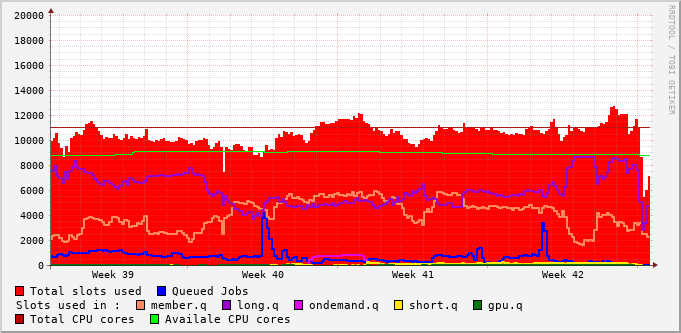 20000
18000
16000
14000
12000
10000
8000
6000
4000
2000
0
Week 39 Week 40 Week 41 Week 42
RRDTOOL / TOBI OETIKER
Total slots used Queued Jobs
Slots used in : member.q long.q ondemand.q short.q gpu.q
Total CPU cores Availale CPU cores